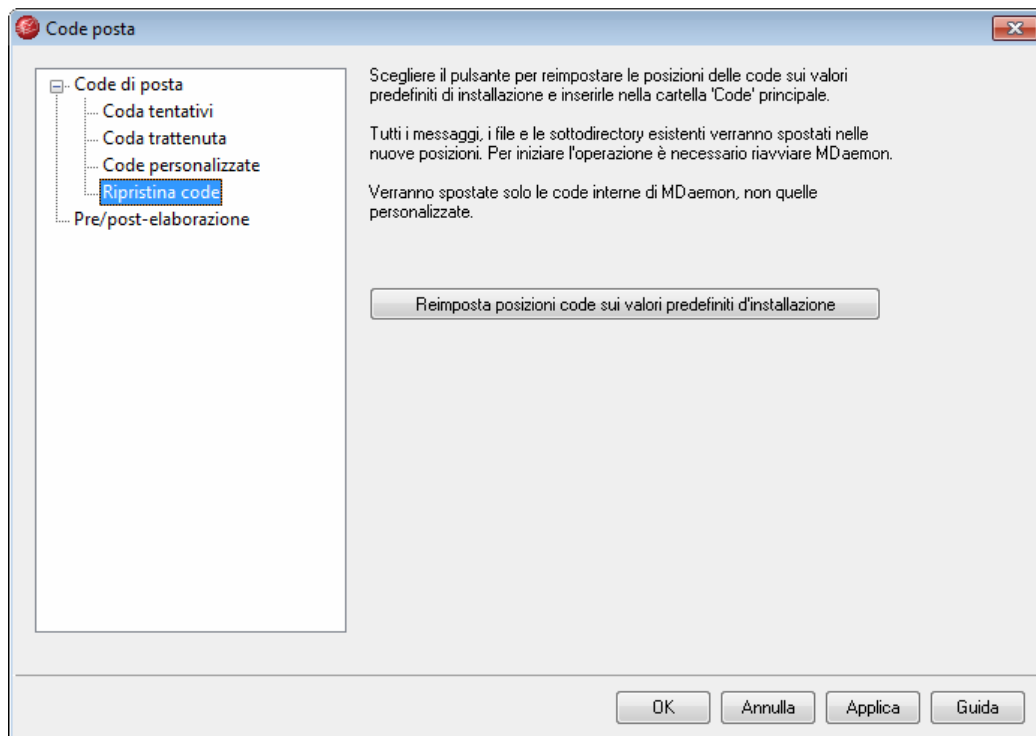 Code posta
Code di posta
Coda tentativi
Coda trattenuta
Code personalizzate
Ripristina code
Pre/post-elaborazione
Scegliere il pulsante per reimpostare le posizioni delle code sui valori
predefiniti di installazione e inserirle nella cartella 'Code' principale.
Tutti i messaggi, i file e le sottodirectory esistenti verranno spostati nelle
nuove posizioni. Per iniziare l'operazione è necessario riavviare MDaemon.
Verranno spostate solo le code interne di MDaemon, non quelle
personalizzate.
Reimposta posizioni code sui valori predefiniti d'installazione
OK
Annulla
Applica
Guida